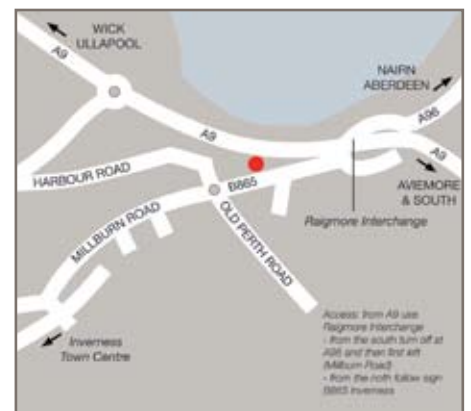 WICK
ULLAPOOL
A9
NAIRN
ABERDEEN
A96
A9
A9
AVIEMORE
& SOUTH
HARBOUR ROAD
B865
Raigmore Interchange
MILLBURN ROAD
OLD PERTH ROAD
Inverness
Town Centre
Access: from A9 use
Raigmore Interchange
- from the south turn off at
A96 and then first left
(Millburn Road)
- from the noth follow sign
B865 Inverness